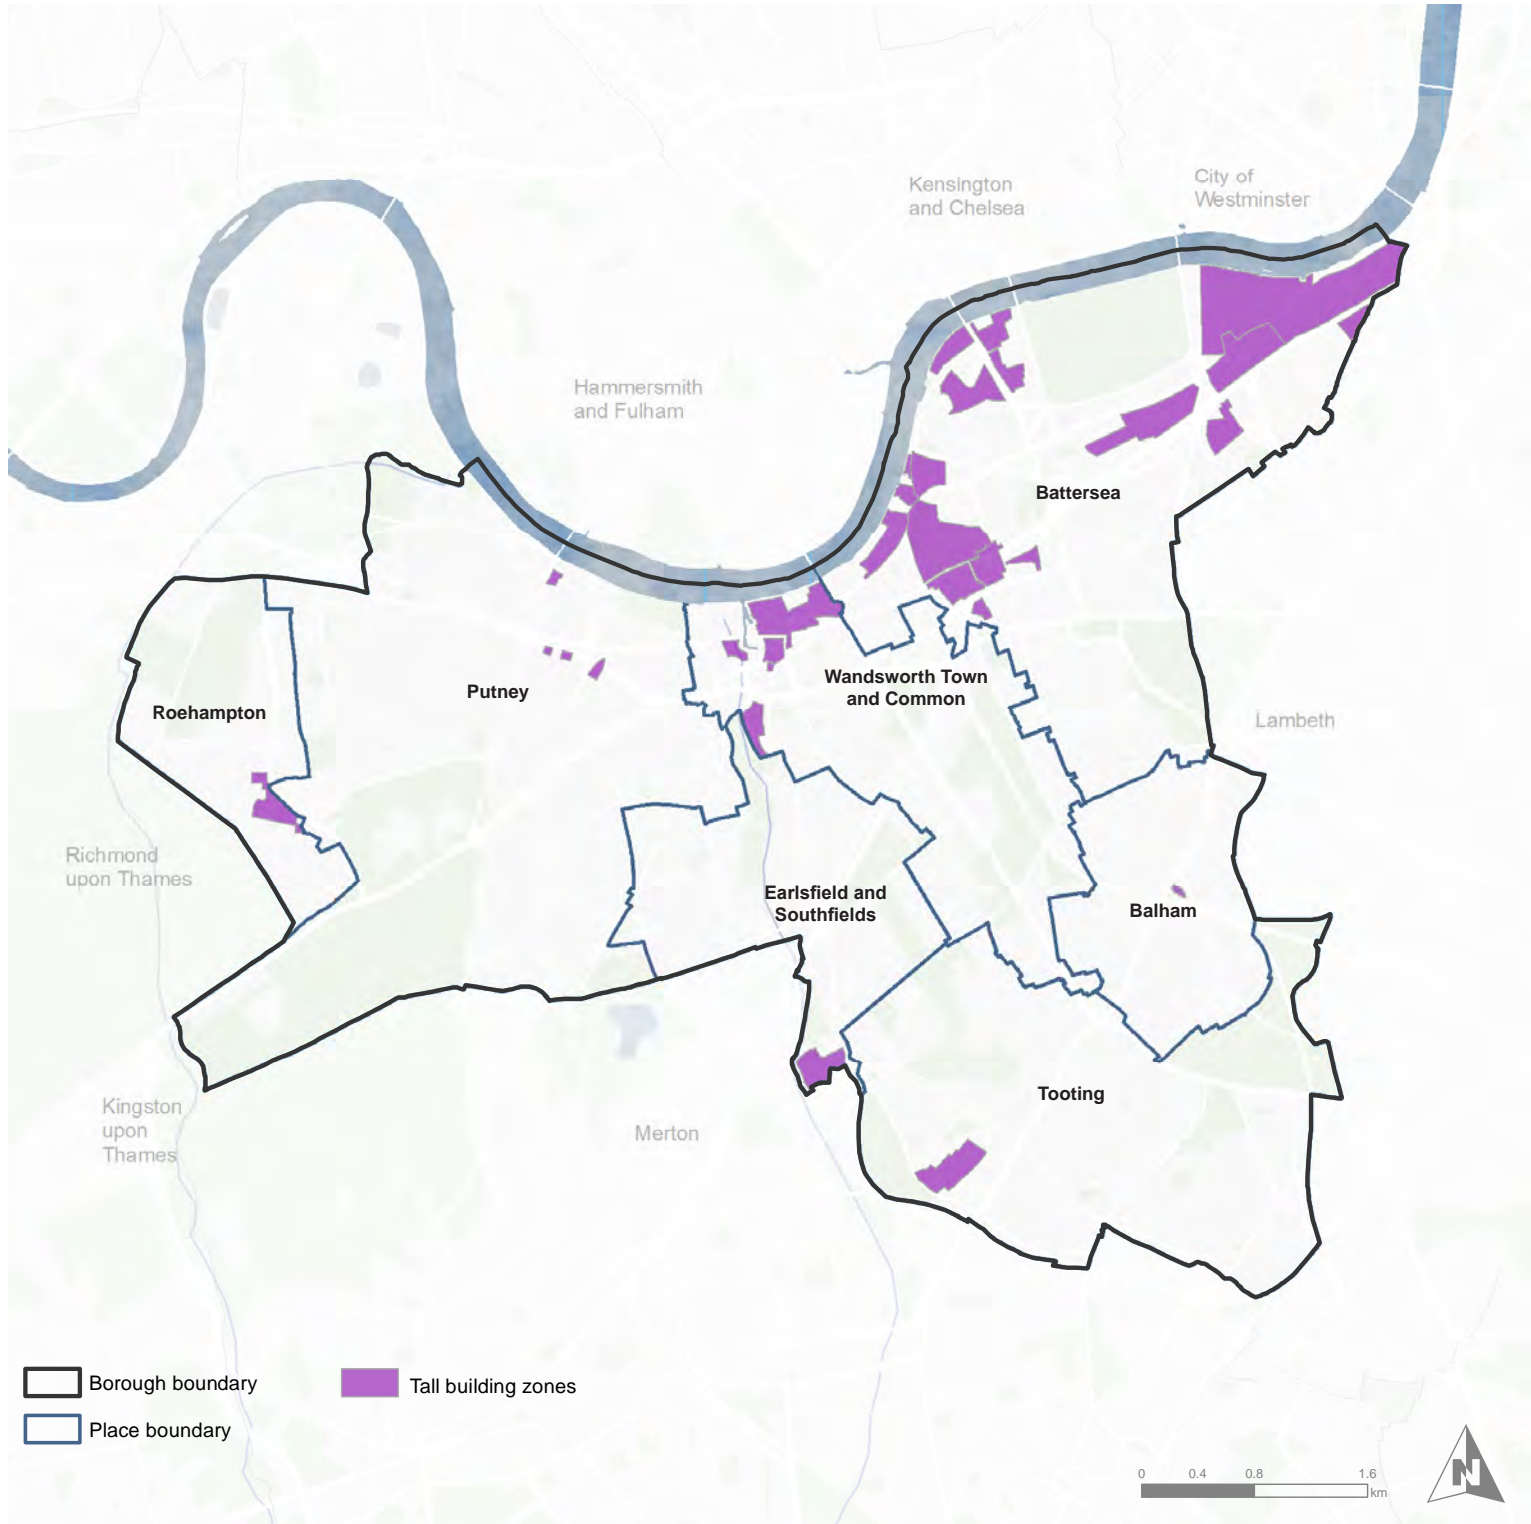 City of
Westminster
Kensington
and Chelsea
Hammersmith
and Fulham
Battersea
Wandsworth Town
and Common
Putney
Roehampton
Lambeth
Richmond
upon Thames
Earlsfield and
Southfields
Balham
Tooting
Kingston
upon
Thames
Merton
Borough boundary
Tall building zones
Place boundary
0 0.4 0.8 1.6
km
N